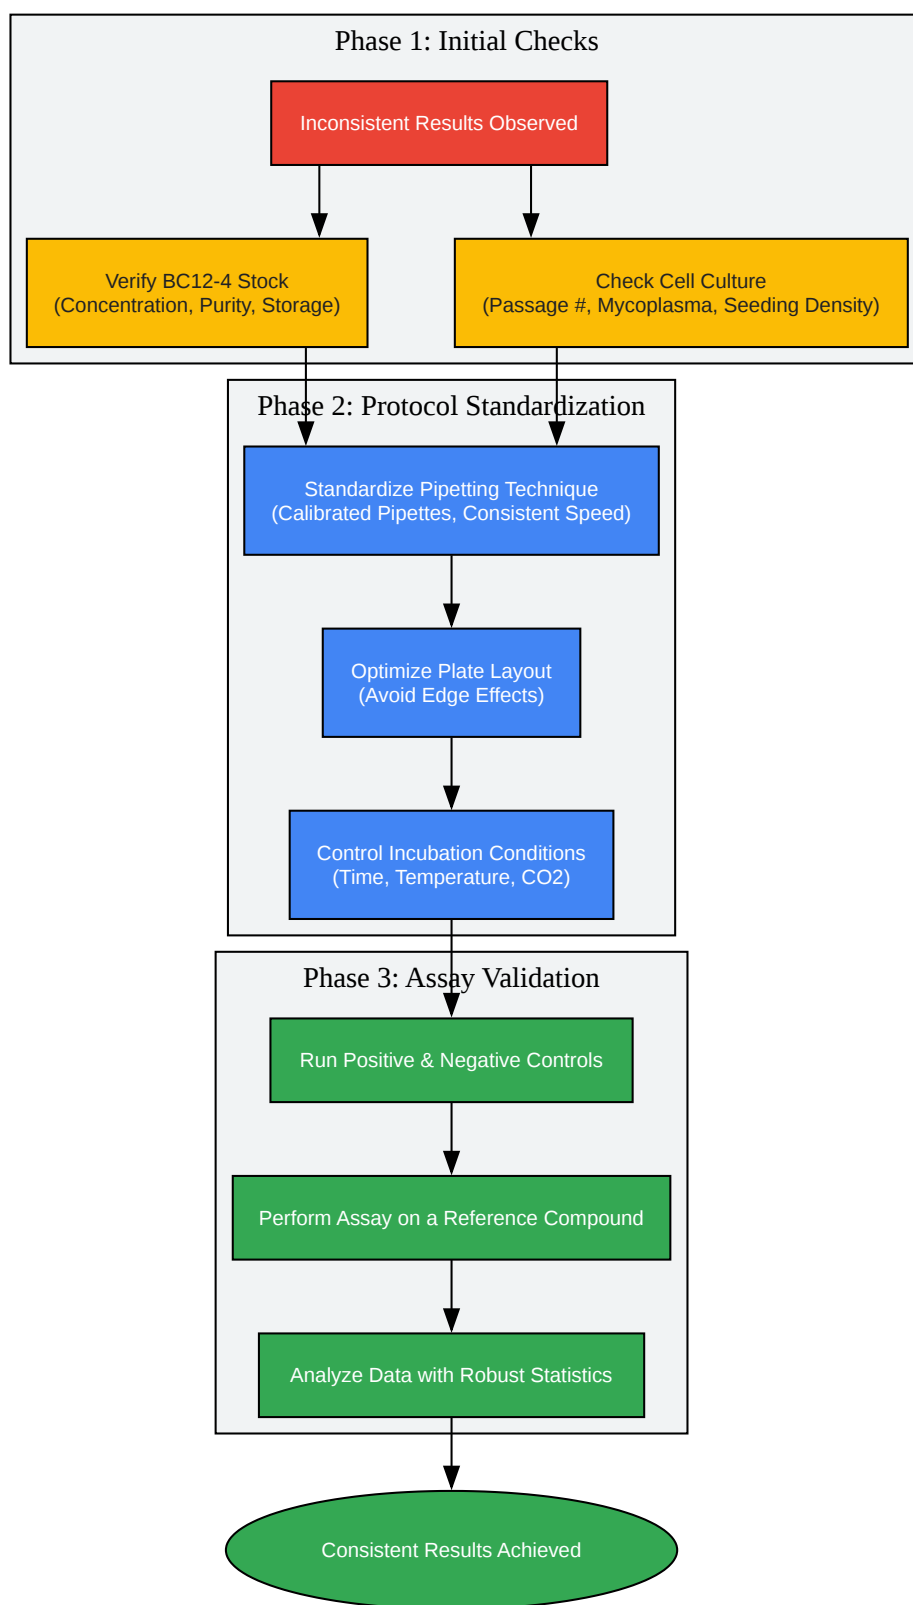 Phase 1: Initial Checks
Inconsistent Results Observed
Verify BC12-4 Stock
(Concentration, Purity, Storage)
Check Cell Culture
(Passage #, Mycoplasma, Seeding Density)
Phase 2: Protocol Standardization
Standardize Pipetting Technique
(Calibrated Pipettes, Consistent Speed)
Optimize Plate Layout
(Avoid Edge Effects)
Control Incubation Conditions
(Time, Temperature, CO2)
Phase 3: Assay Validation
Run Positive & Negative Controls
Perform Assay on a Reference Compound
Analyze Data with Robust Statistics
Consistent Results Achieved